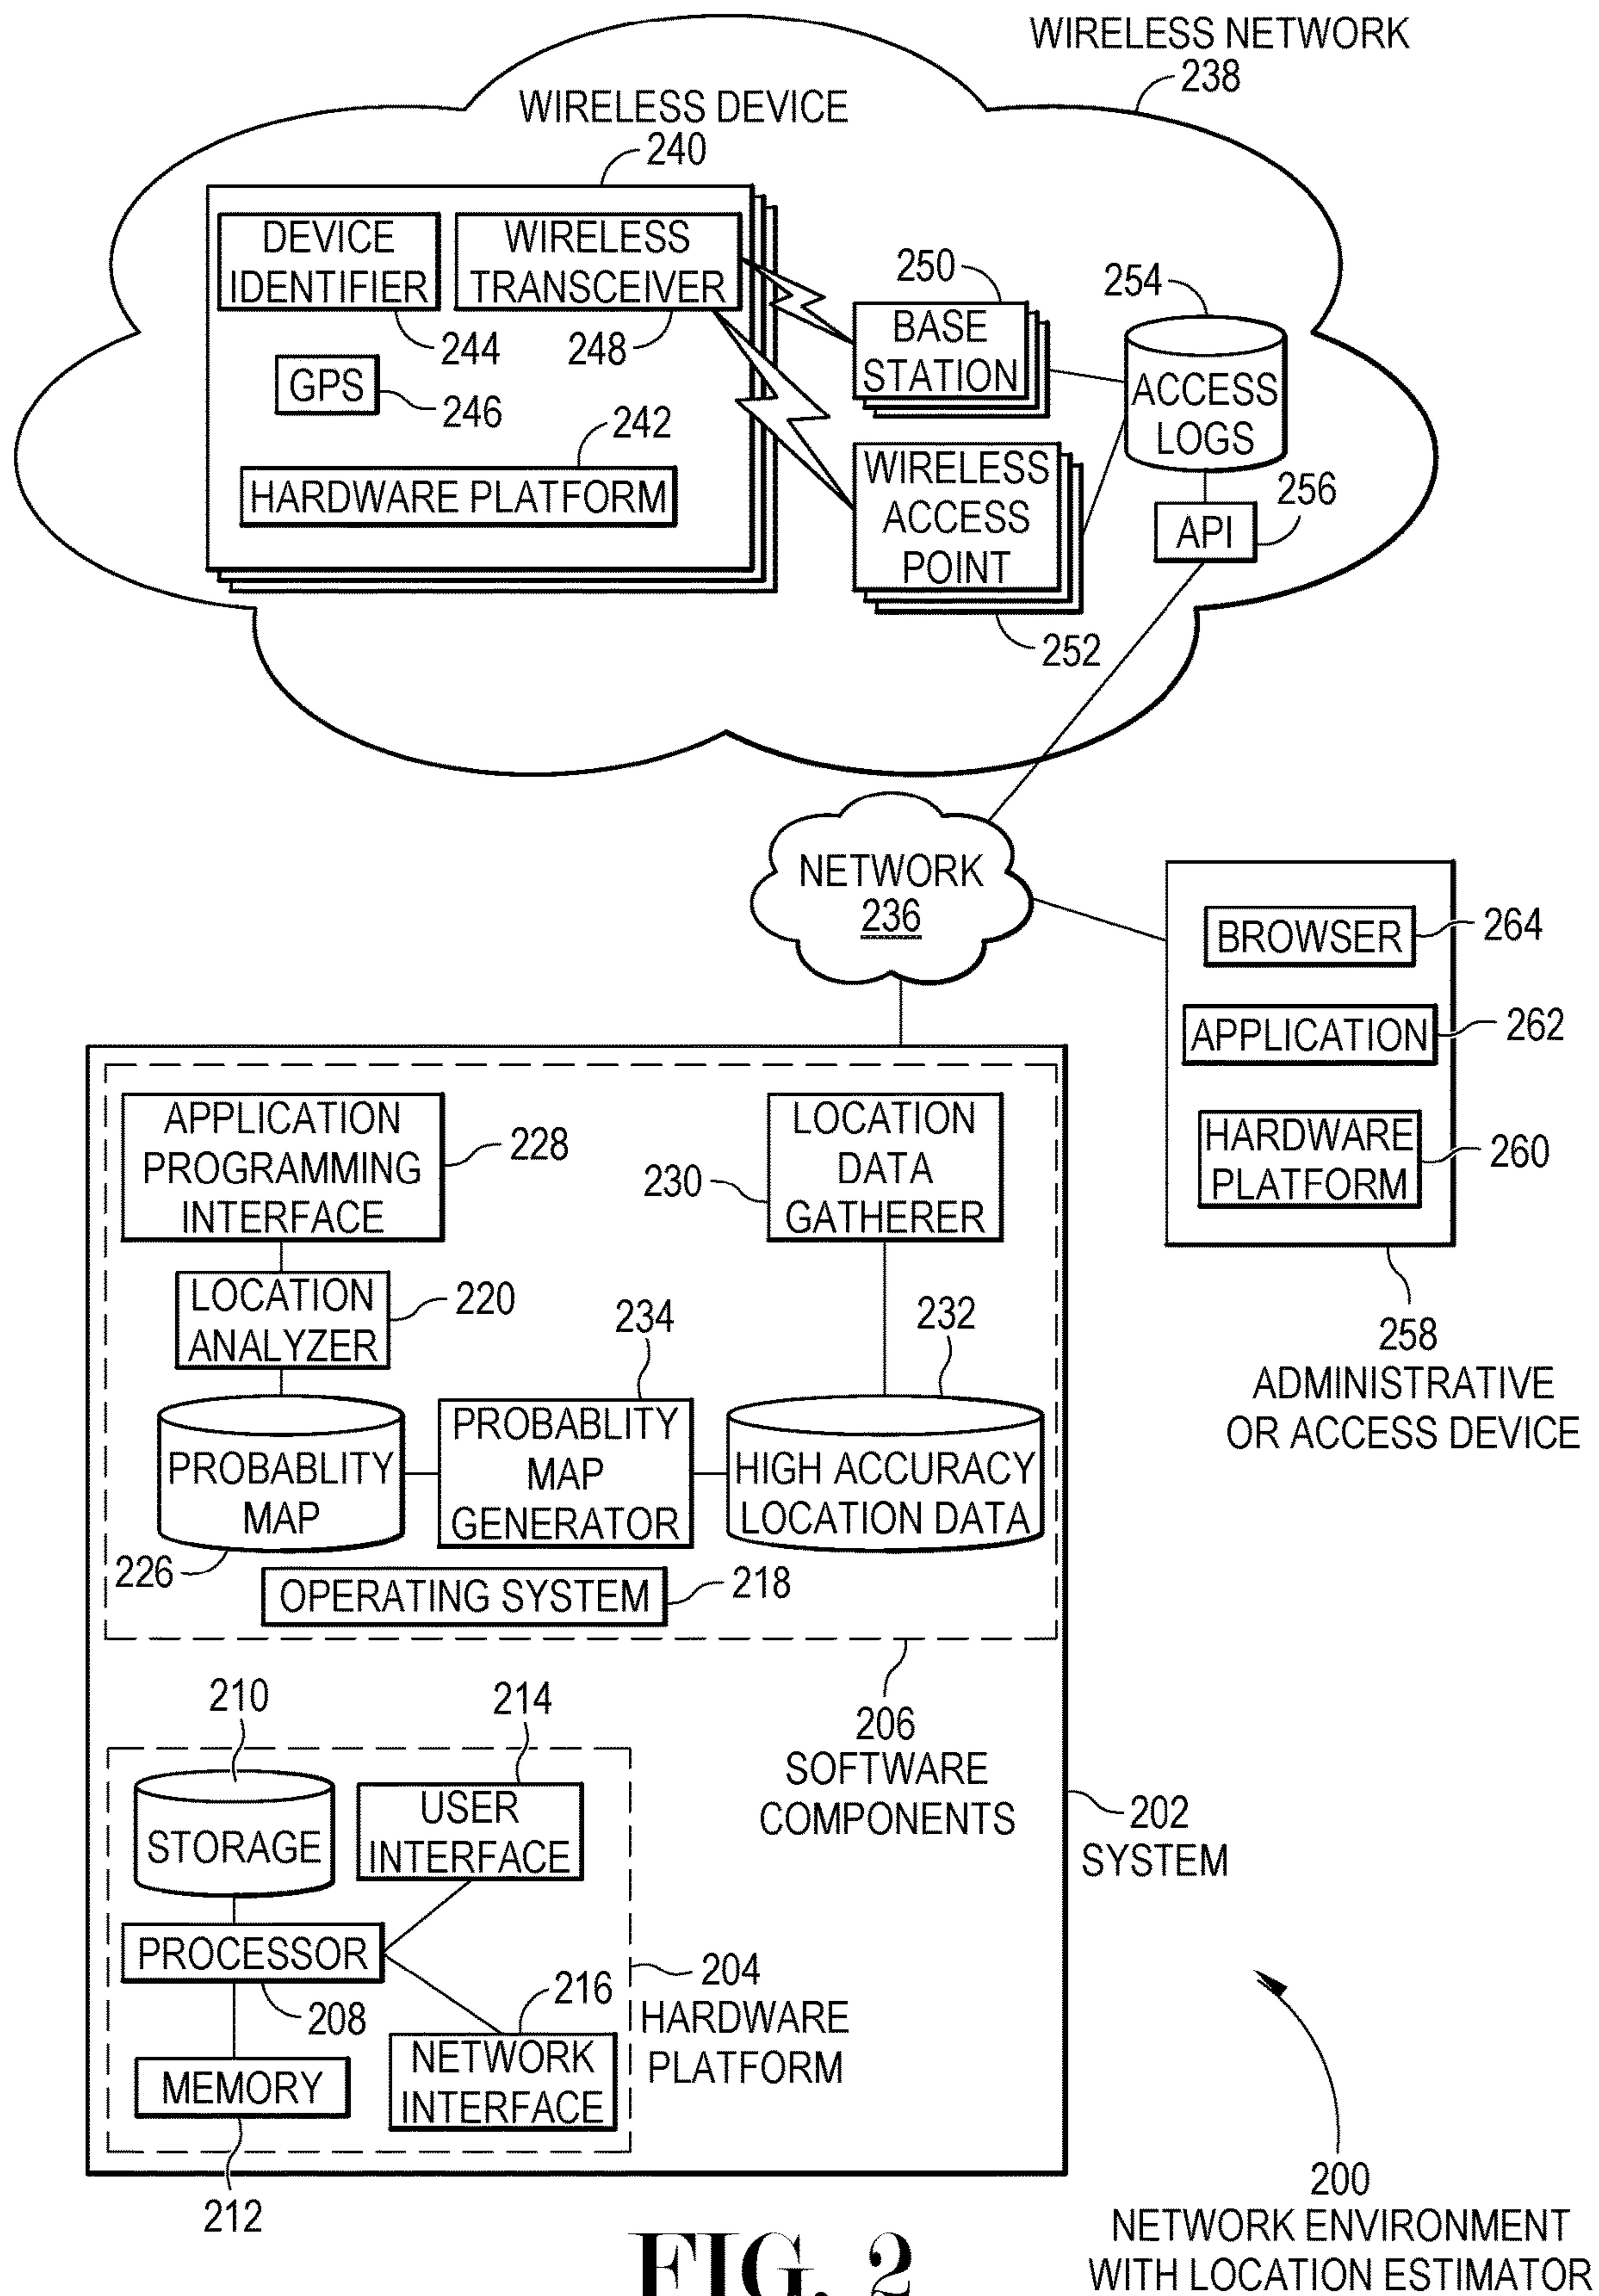 WIRELESS NETWORK
238
WIRELESS DEVICE
240
DEVICE
IDENTIFIER
244
WIRELESS
TRANSCEIVER
248
GPS
246
242
HARDWARE PLATFORM
250
BASE
STATION
254
ACCESS
LOGS
WIRELESS
ACCESS
POINT
252
256
API
NETWORK
236
BROWSER
264
APPLICATION
262
HARDWARE
PLATFORM
260
258
ADMINISTRATIVE
OR ACCESS DEVICE
APPLICATION
PROGRAMMING
INTERFACE
228
LOCATION
DATA
GATHERER
230
LOCATION
ANALYZER
220
234
232
PROBABLITY
MAP
226
PROBABLITY
MAP
GENERATOR
HIGH ACCURACY
LOCATION DATA
OPERATING SYSTEM
218
206
SOFTWARE
COMPONENTS
210
STORAGE
214
USER
INTERFACE
202
SYSTEM
PROCESSOR
208
204
HARDWARE
PLATFORM
216
NETWORK
INTERFACE
MEMORY
212
200
NETWORK ENVIRONMENT
WITH LOCATION ESTIMATOR
FIG. 2